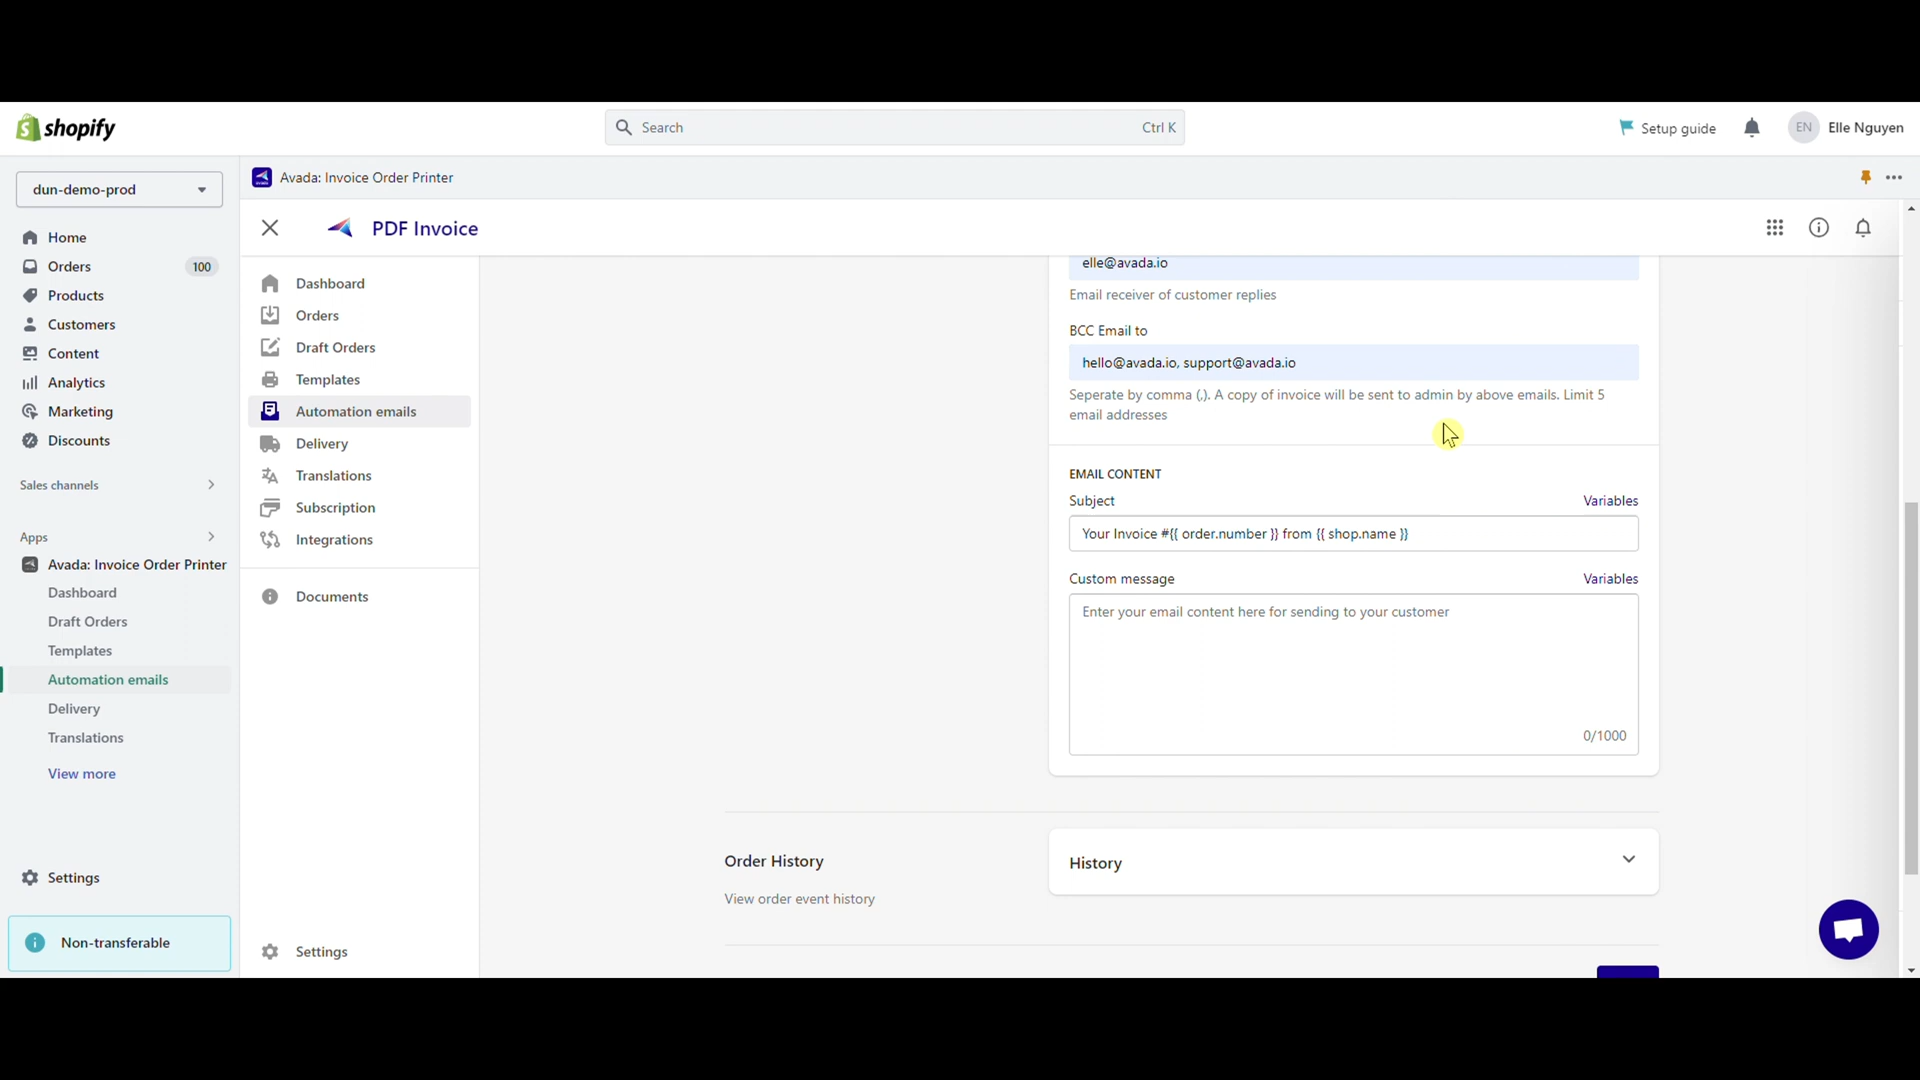 shopify
Search
Ctrl K
Setup guide
EN
Elle Nguyen
dun-demo-prod
Home
Orders
100
Products
Customers
Content
Analytics
Marketing
Discounts
Sales channels
Apps
Avada: Invoice Order Printer
Dashboard
Draft Orders
Templates
Automation emails
Delivery
Translations
View more
Settings
Non-transferable
Avada: Invoice Order Printer
PDF Invoice
Dashboard
Orders
Draft Orders
Templates
Automation emails
Delivery
Translations
Subscription
Integrations
Documents
Settings
elle@avada.io
Email receiver of customer replies
BCC Email to
hello@avada.io, support@avada.io
Seperate by comma (,). A copy of invoice will be sent to admin by above emails. Limit 5
email addresses
EMAIL CONTENT
Subject
Variables
Your Invoice #{{ order.number }} from {{ shop.name }}
Custom message
Variables
Enter your email content here for sending to your customer
0/1000
Order History
View order event history
History